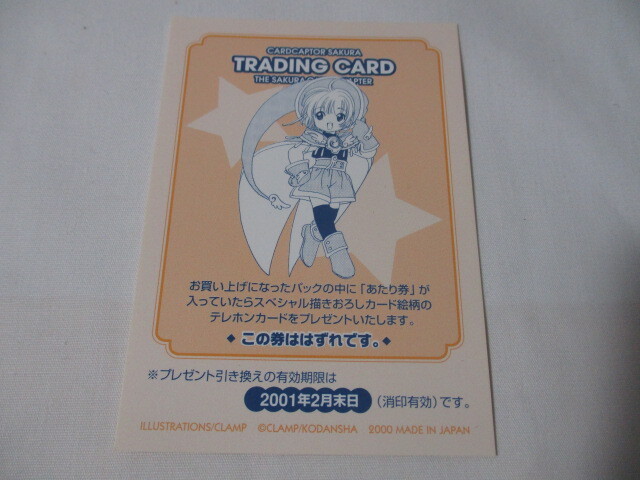 CARDCAPTOR SAKURA
TRADING CARD
THE SAKURA
お買い上げになったパックの中に「あたり券」が
入っていたらスペシャル描きおろしカード絵柄の
テレホンカードをプレゼントいたします。
◆ この券ははずれです。◆
※プレゼント引き換えの有効期限は
2001年2月末日 (消印有効)です。
ILLUSTRATIONS/CLAMP ©CLAMP/KODANSHA 2000 MADE IN JAPAN